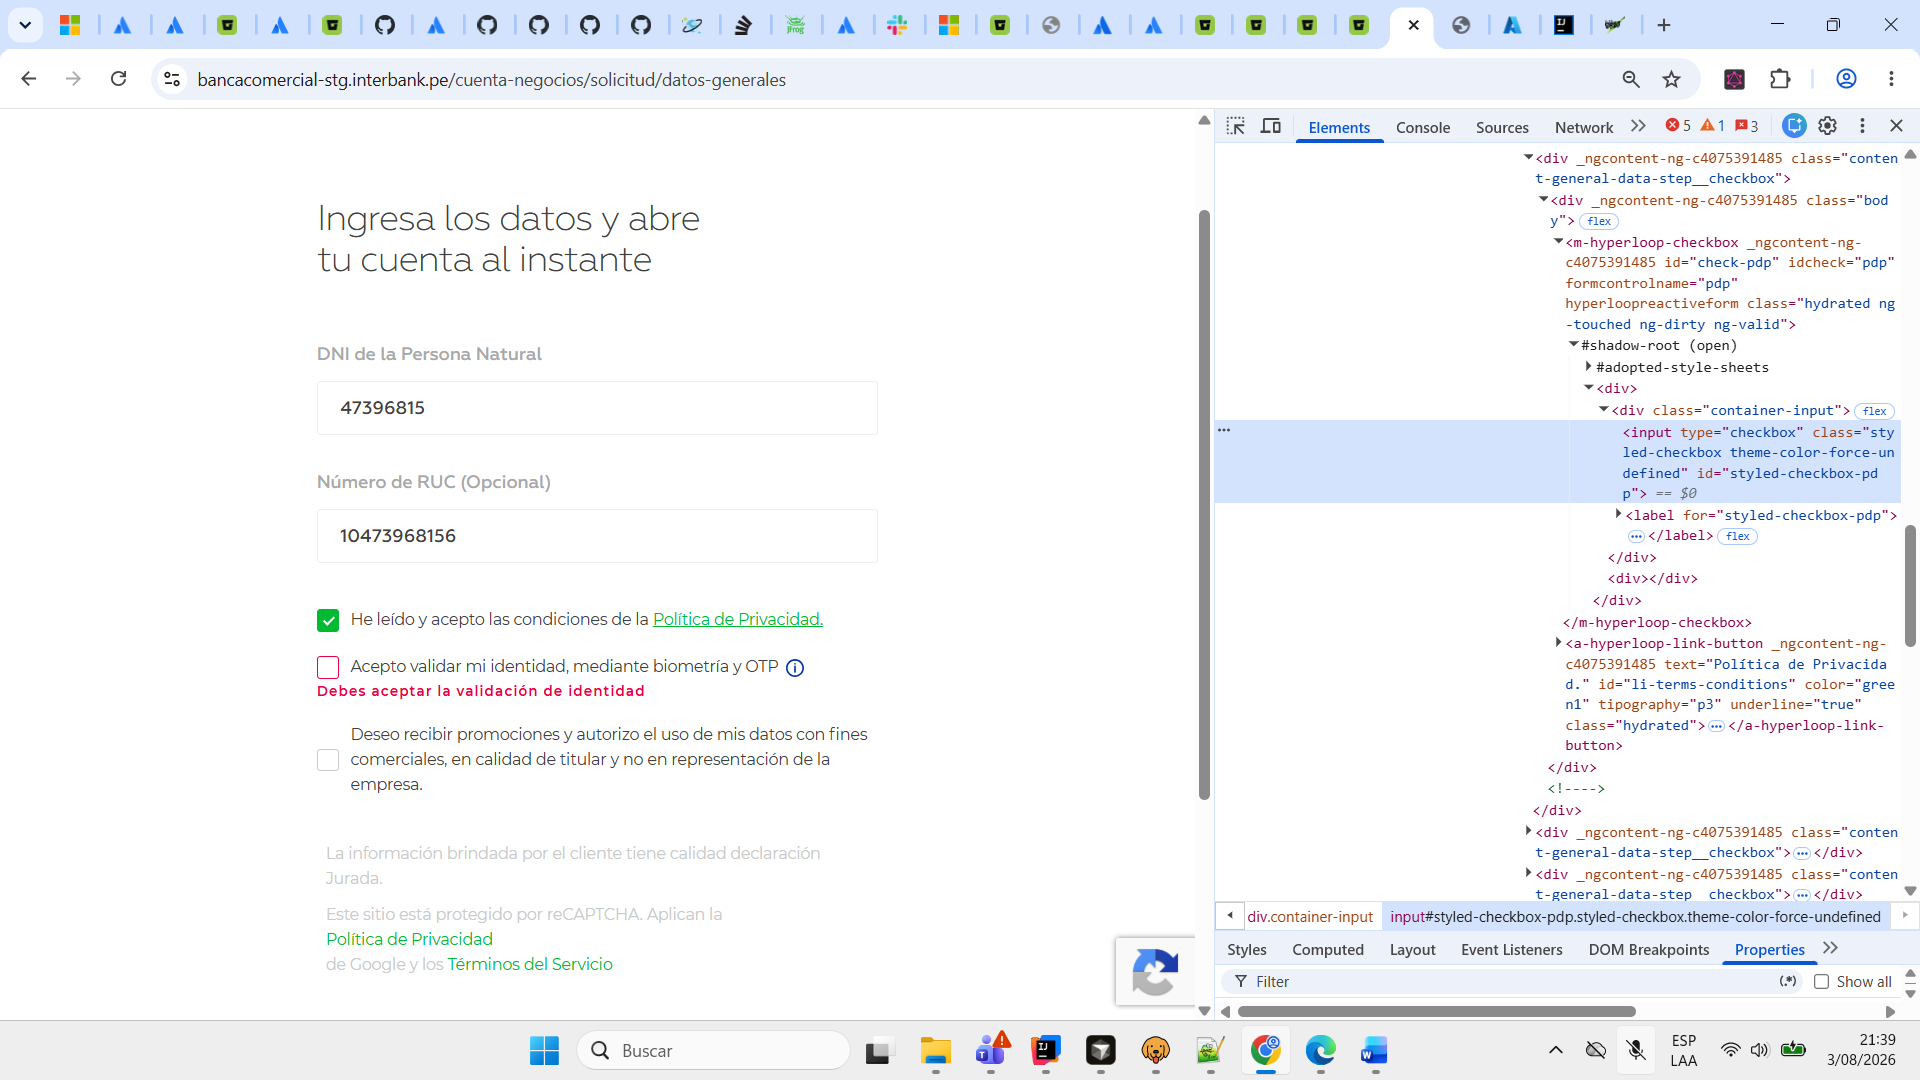 bancacomercial-stg.interbank.pe/cuenta-negocios/solicitud/datos-generales
Ingresa los datos y abre
tu cuenta al instante
DNI de la Persona Natural
47396815
Número de RUC (Opcional)
10473968156
He leído y acepto las condiciones de la Política de Privacidad.
Acepto validar mi identidad, mediante biometría y OTP
Debes aceptar la validación de identidad
Deseo recibir promociones y autorizo el uso de mis datos con fines
comerciales, en calidad de titular y no en representación de la
empresa.
La información brindada por el cliente tiene calidad declaración
Jurada.
Este sitio está protegido por reCAPTCHA. Aplican la
Política de Privacidad
de Google y los Términos del Servicio
Elements Console Sources Network 5 1 3
<div _ngcontent-ng-c4075391485 class="conten
t-general-data-step__checkbox">
<div _ngcontent-ng-c4075391485 class="bod
y"> flex
<m-hyperloop-checkbox _ngcontent-ng-
c4075391485 id="check-pdp" idcheck="pdp"
formcontrolname="pdp"
hyperloopreactiveform class="hydrated ng
-touched ng-dirty ng-valid">
#shadow-root (open)
#adopted-style-sheets
<div>
<div class="container-input"> flex
<input type="checkbox" class="sty
led-checkbox theme-color-force-un
defined" id="styled-checkbox-pd
p"> == $0
<label for="styled-checkbox-pdp">
</label> flex
</div>
<div></div>
</div>
</m-hyperloop-checkbox>
<a-hyperloop-link-button _ngcontent-ng-
c4075391485 text="Política de Privacida
d." id="li-terms-conditions" color="gree
n1" tipography="p3" underline="true"
class="hydrated"> </a-hyperloop-link-
button>
</div>
<!---->
</div>
<div _ngcontent-ng-c4075391485 class="conten
t-general-data-step__checkbox"> </div>
<div _ngcontent-ng-c4075391485 class="conten
t-general-data-step__checkbox"> </div>
div.container-input input#styled-checkbox-pdp.styled-checkbox.theme-color-force-undefined
Styles Computed Layout Event Listeners DOM Breakpoints Properties
Filter (.*) Show all
Buscar
ESP
LAA
21:39
3/08/2026